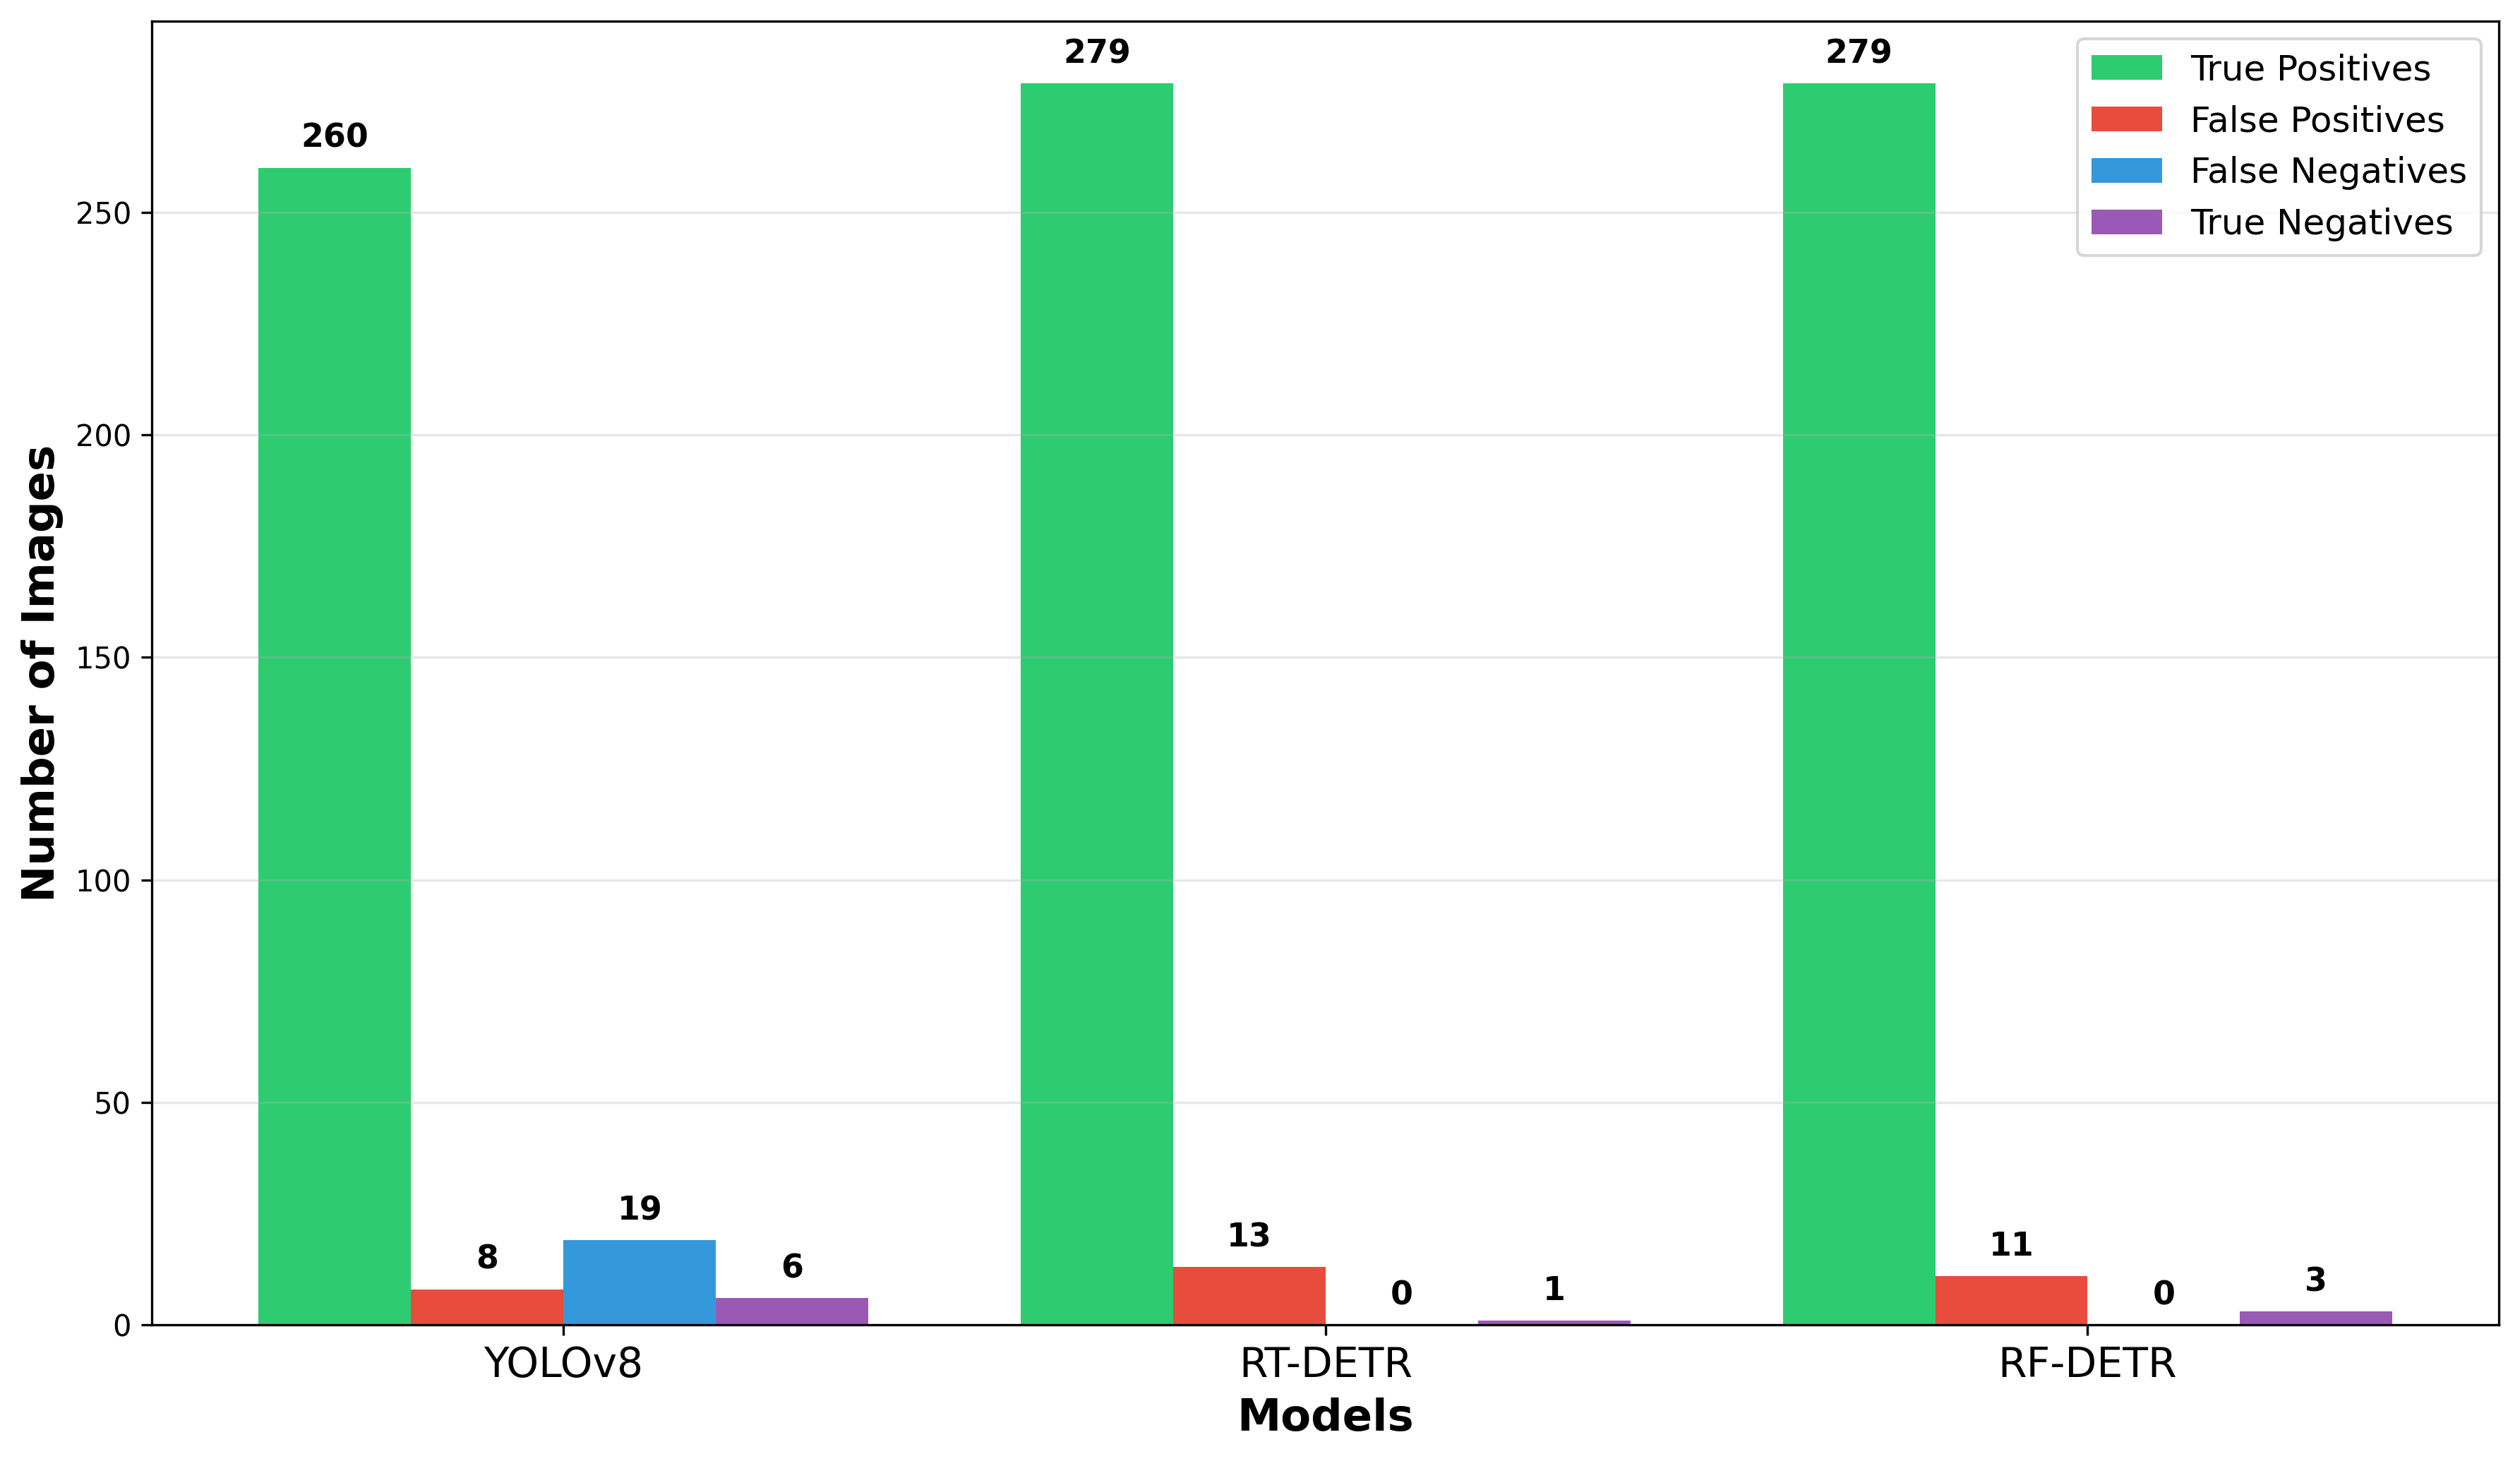 279
279
260
True Positives
False Positives
False Negatives
True Negatives
250
200
150
100
50
0
Number of Images
8
19
6
13
0
1
11
0
3
YOLOv8
RT-DETR
RF-DETR
Models